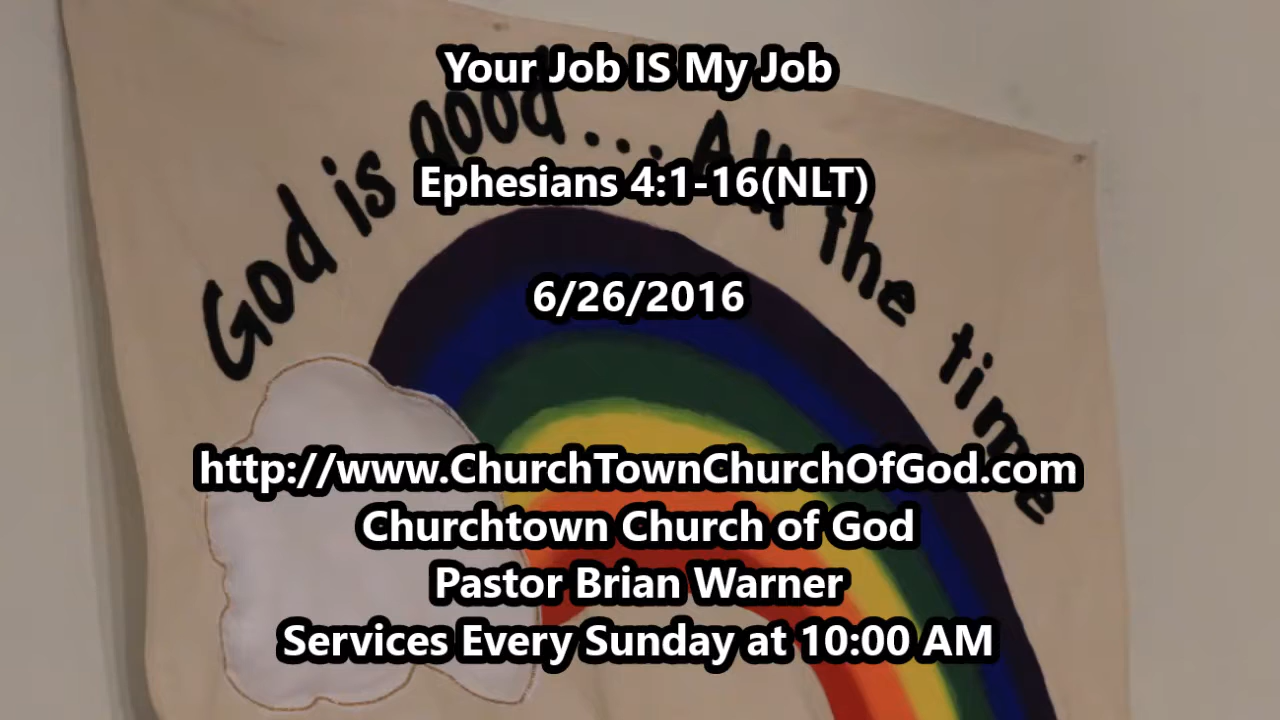 Your Job IS My Job
God is good... All the time
Ephesians 4:1-16(NLT)
6/26/2016
http://www.ChurchTownChurchOfGod.com
Churchtown Church of God
Pastor Brian Warner
Services Every Sunday at 10:00 AM